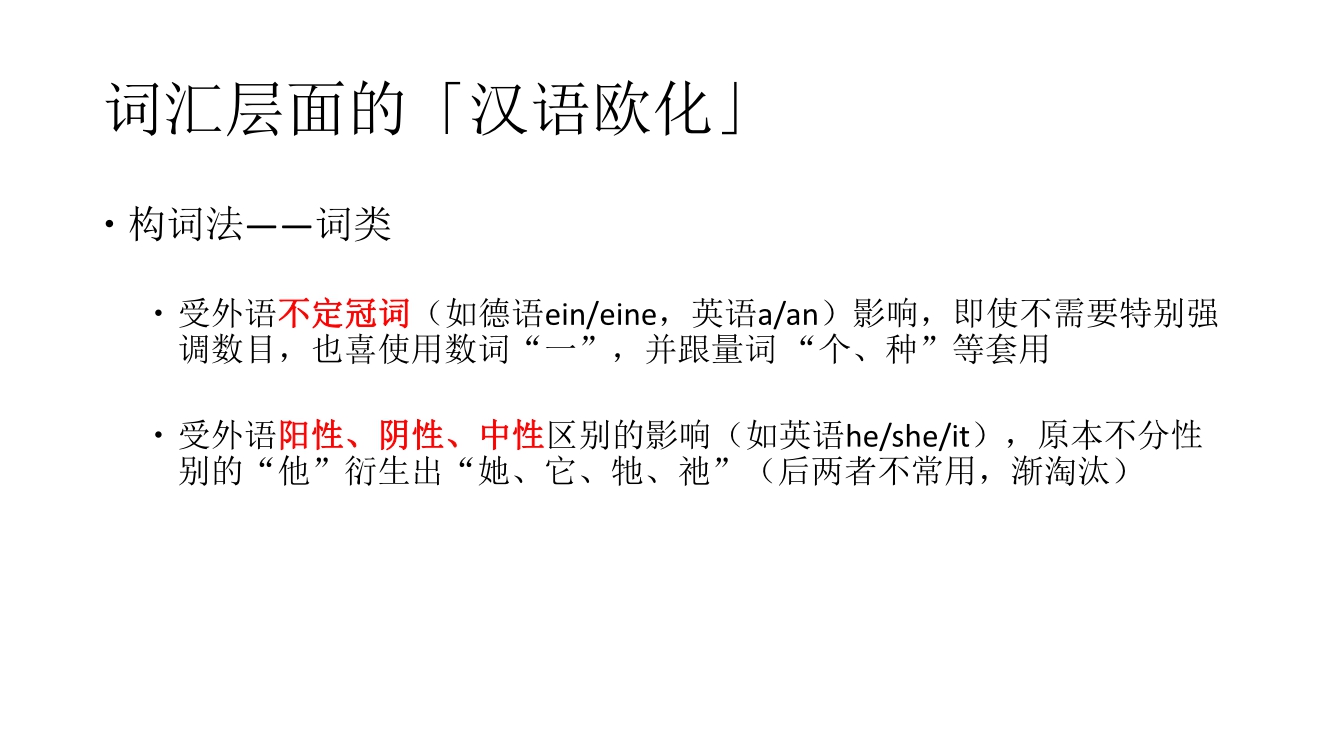 词汇层面的「汉语欧化」
• 构词法——词类
• 受外语不定冠词（如德语ein/eine，英语a/an）影响，即使不需要特别强
调数目，也喜使用数词“一”，并跟量词 “个、种”等套用
• 受外语阳性、阴性、中性区别的影响（如英语he/she/it），原本不分性
别的“他”衍生出“她、它、牠、祂”（后两者不常用，渐淘汰）